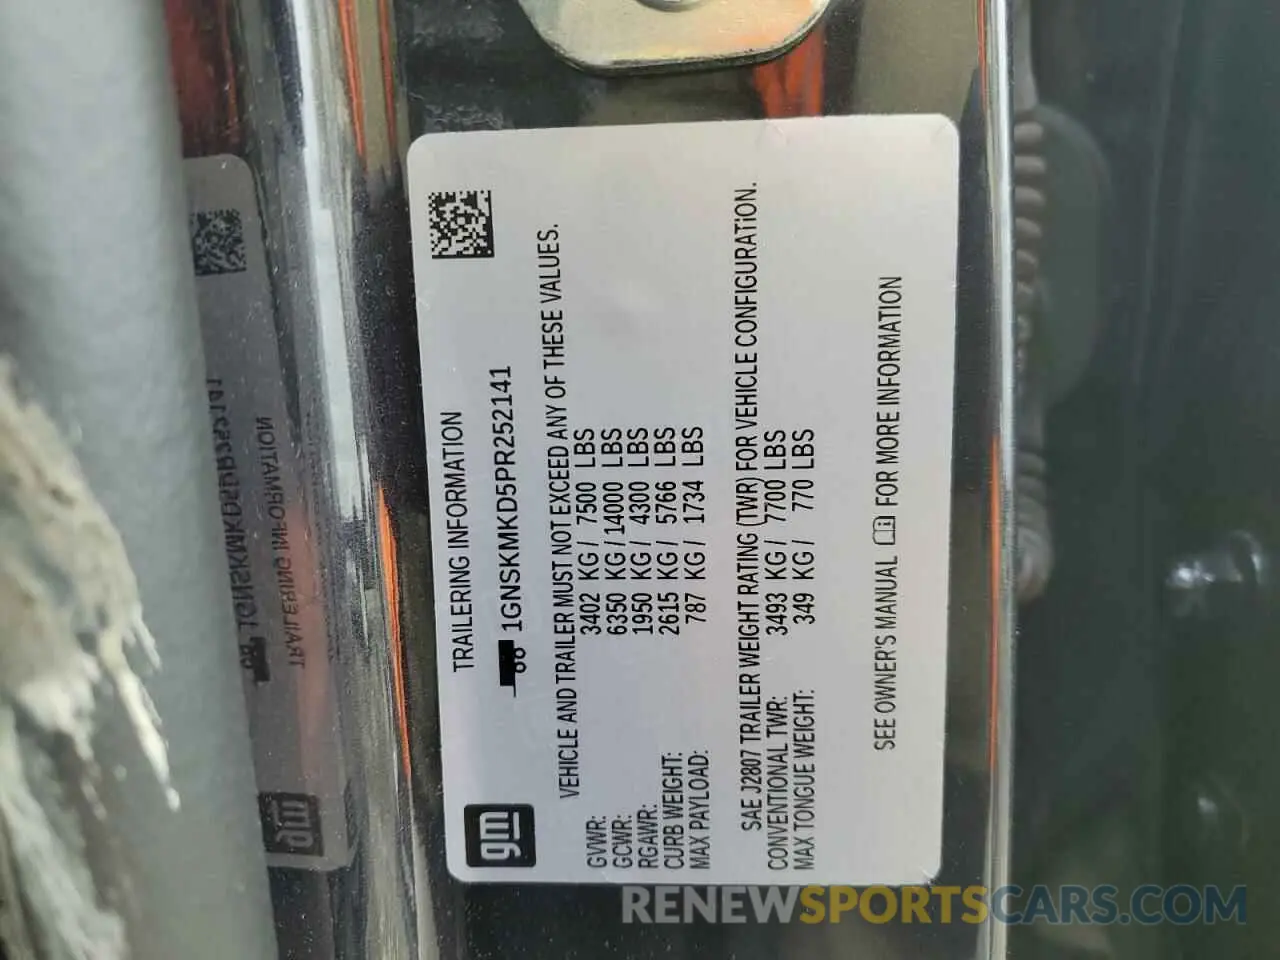 gm
TRAILERING INFORMATION
68 1GNSKMKD5PR252141
VEHICLE AND TRAILER MUST NOT EXCEED ANY OF THESE VALUES.
GVWR: 3402 KG / 7500 LBS
GCWR: 6350 KG / 14000 LBS
RGAWR: 1950 KG / 4300 LBS
CURB WEIGHT: 2615 KG / 5766 LBS
MAX PAYLOAD: 787 KG / 1734 LBS
SAE J2807 TRAILER WEIGHT RATING (TWR) FOR VEHICLE CONFIGURATION.
CONVENTIONAL TWR: 3493 KG / 7700 LBS
MAX TONGUE WEIGHT: 349 KG / 770 LBS
SEE OWNER'S MANUAL FOR MORE INFORMATION
RENEWSPORTSCARS.COM